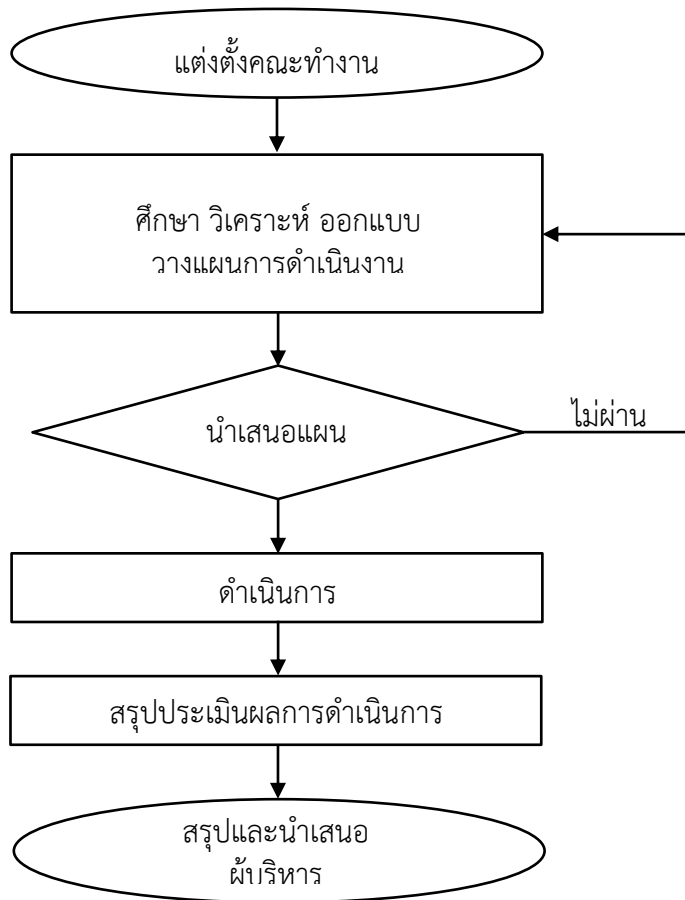 แต่งตั้งคณะทำงาน
ศึกษา วิเคราะห์ ออกแบบ
วางแผนการดำเนินงาน
นำเสนอแผน
ไม่ผ่าน
ดำเนินการ
สรุปประเมินผลการดำเนินการ
สรุปและนำเสนอ
ผู้บริหาร